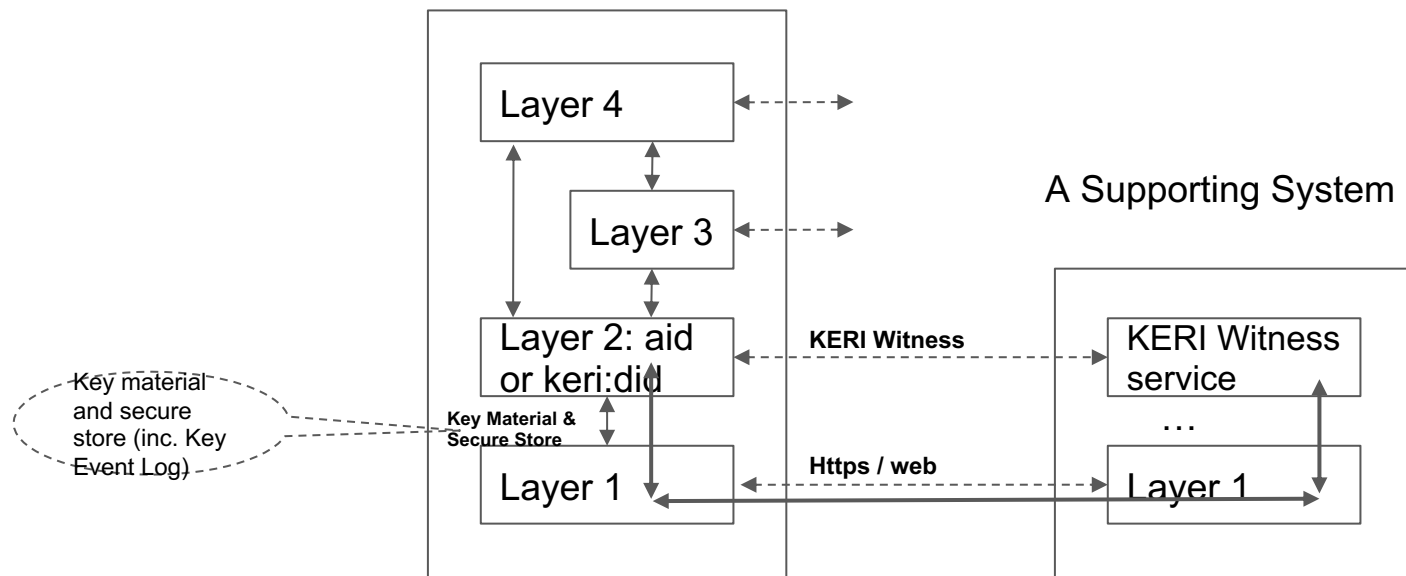 Layer 4
A Supporting System
Layer 3
Layer 2: aid
or keri:did
KERI Witness
KERI Witness
service
Key material
and secure
store (inc. Key
Event Log)
Key Material &
Secure Store
...
Layer 1
Https / web
Layer 1